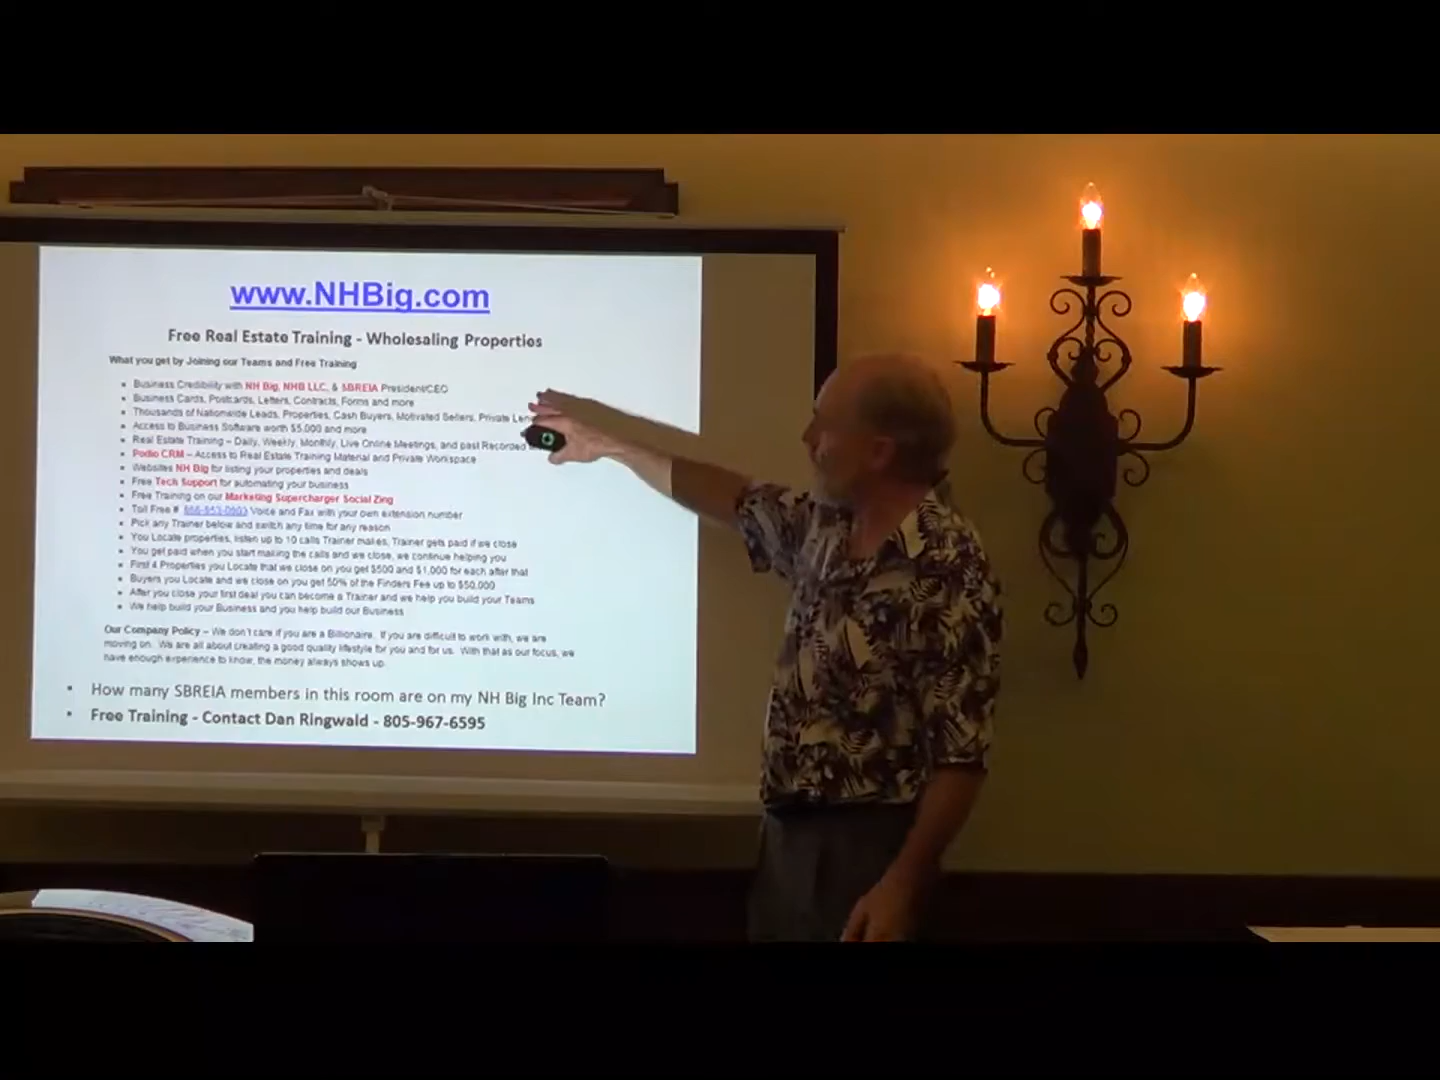 www.NHBig.com
Free Real Estate Training - Wholesaling Properties
What you get by Joining our Teams and Free Training
• Business Credibility with NH Big, NHB LLC, & SBREIA President/CEO
• Business Cards, Postcards, Letters, Contracts, Forms and more
• Thousands of Nationwide Leads, Properties, Cash Buyers, Motivated Sellers, Private
• Access to Business Software worth $5,000 and more
• Real Estate Training – Daily, Weekly, Monthly, Live Online Meetings, and past Recorded
• Podio CRM – Access to Real Estate Training Material and Private Workspace
• Websites NH Big for listing your properties and deals
• Free Tech Support for automating your business
• Free Training on our Marketing Supercharger Social Zing
• Toll Free # Voice and Fax with your own extension number
• Pick any Trainer below and switch any time for any reason
• You Locate properties, listen up to 10 calls Trainer makes, Trainer gets paid if we close
• You get paid when you start making the calls and we close, we continue helping you
• First 4 Properties you Locate that we close on you get $500 and $1,000 for each after that
• Buyers you Locate and we close on you get 50% of the Finders Fee up to $50,000
• After you close your first deal you can become a Trainer and we help you build your Teams
• We help build your Business and you help build our Business
Our Company Policy – We don't care if you are a Billionaire. If you are difficult to work with, we are
moving on. We are all about creating a good quality lifestyle for you and for us. With that as our focus, we
have enough experience to know, the money always shows up.
• How many SBREIA members in this room are on my NH Big Inc Team?
• Free Training - Contact Dan Ringwald - 805-967-6595